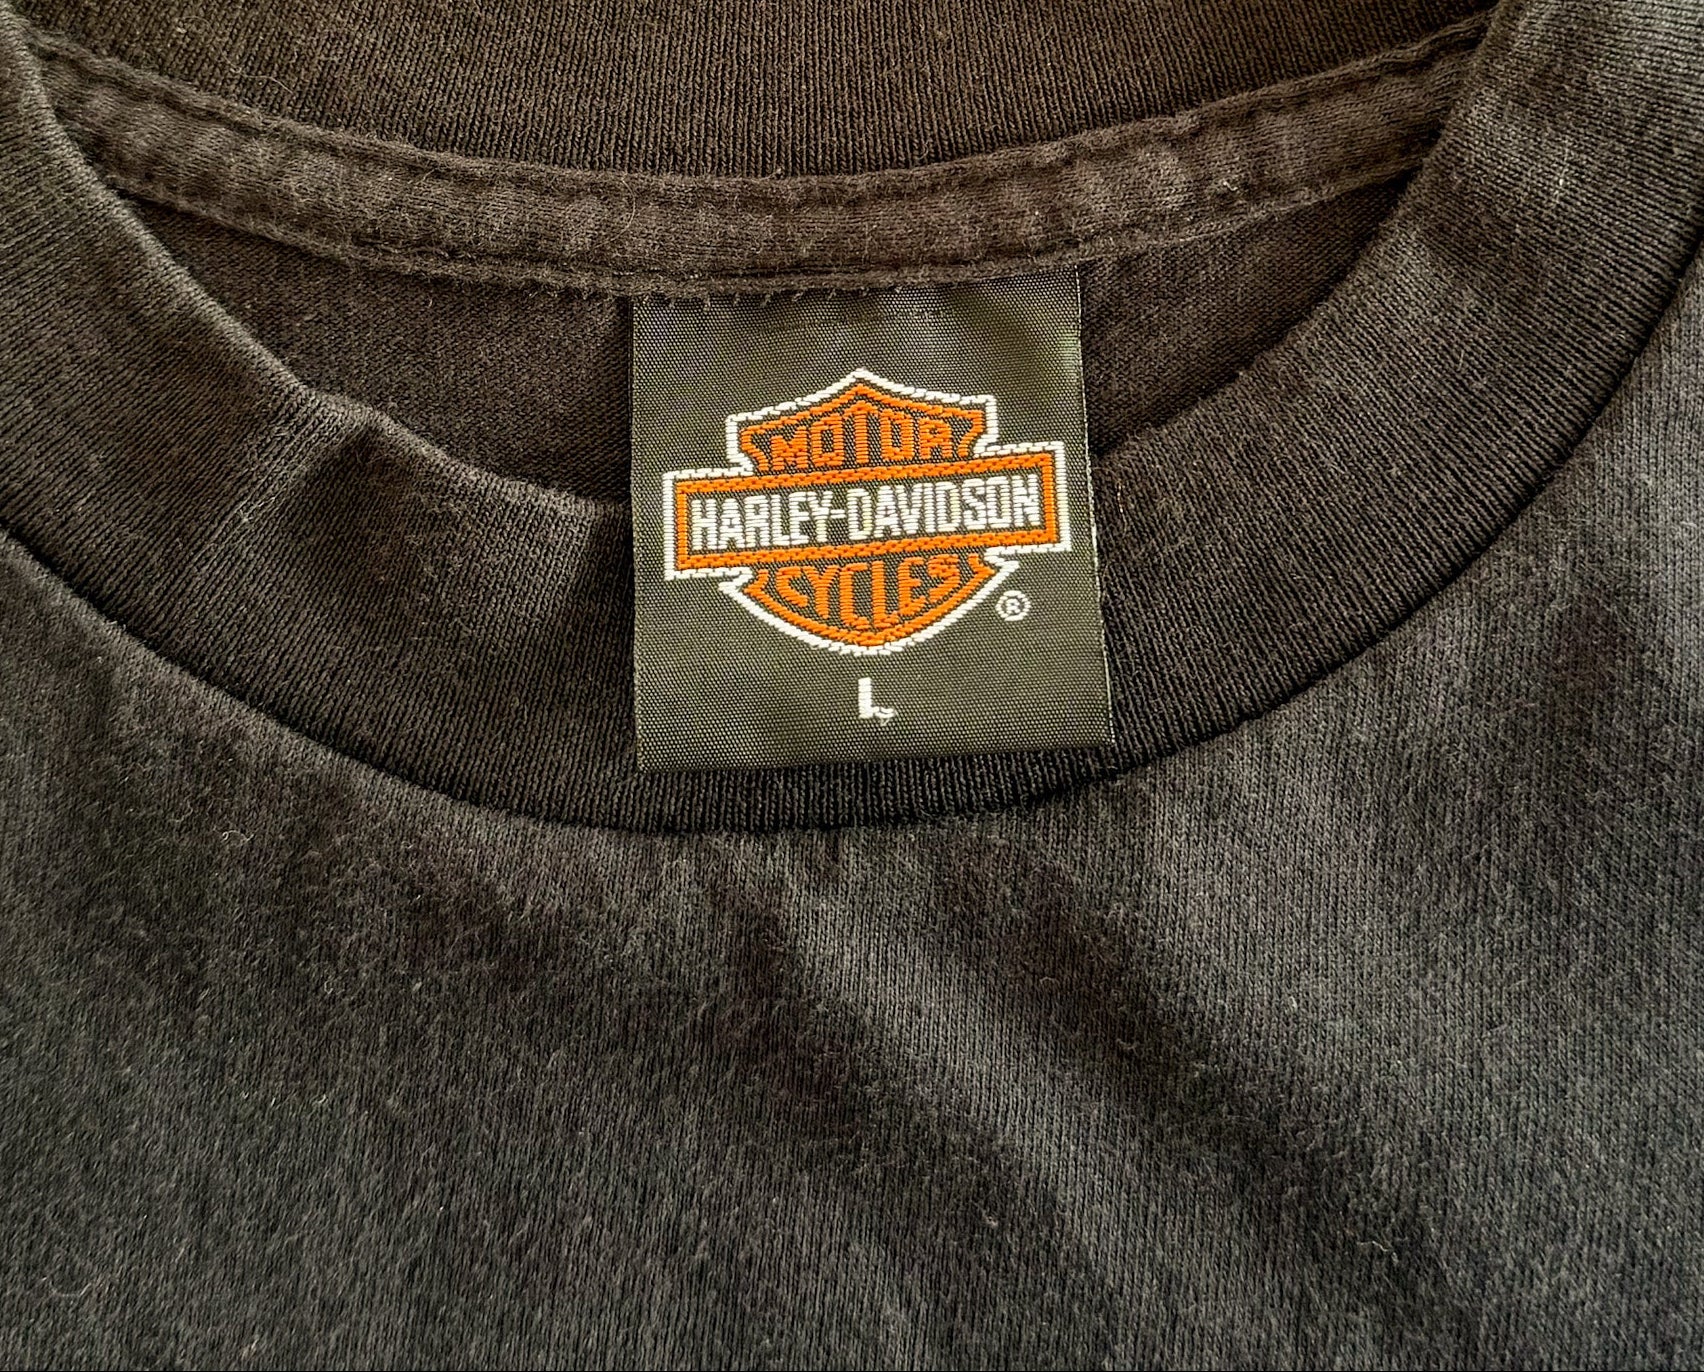 MOTOR
HARLEY-DAVIDSON
CYCLES
®
L